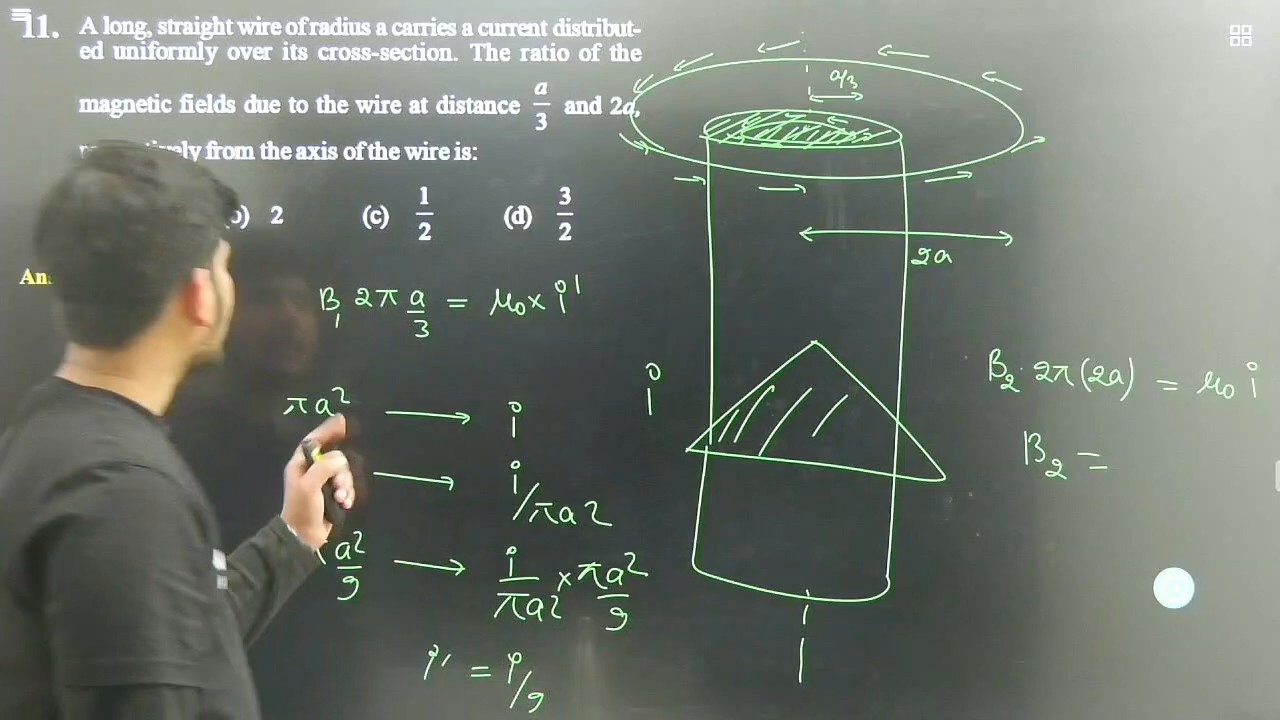 11. A long, straight wire of radius a carries a current distribut-
ed uniformly over its cross-section. The ratio of the
magnetic fields due to the wire at distance a/3 and 2a,
from the axis of the wire is:
2 (c) 1/2 (d) 3/2
An
B₁ 2π a/3 = μ₀ × i'
πa² → i
→ i/πa²
a²/9 → i/πa² × πa²/9
i' = i/9
a/3
2a
i
B₂ · 2π(2a) = μ₀ i
B₂ =